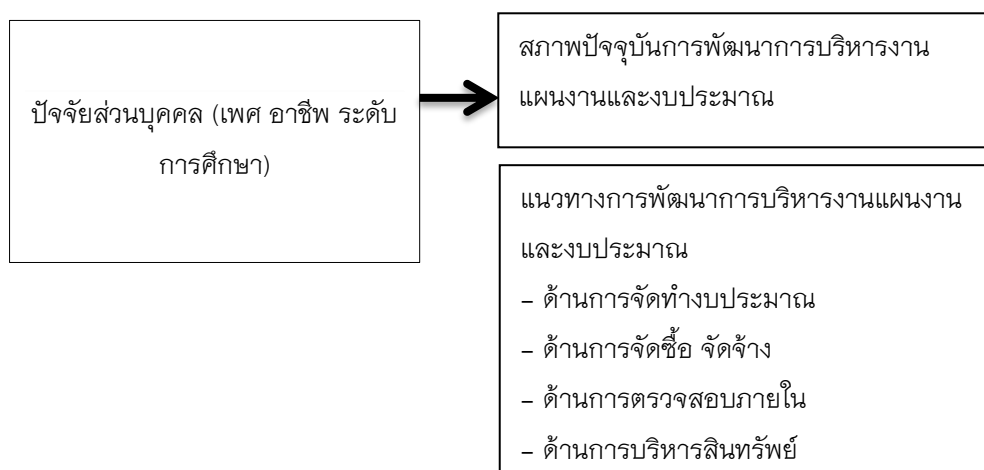 ปัจจัยส่วนบุคคล (เพศ อาชีพ ระดับ
การศึกษา)
สภาพปัจจุบันการพัฒนาการบริหารงาน
แผนงานและงบประมาณ
แนวทางการพัฒนาการบริหารงานแผนงาน
และงบประมาณ
– ด้านการจัดทำงบประมาณ
– ด้านการจัดซื้อ จัดจ้าง
– ด้านการตรวจสอบภายใน
– ด้านการบริหารสินทรัพย์